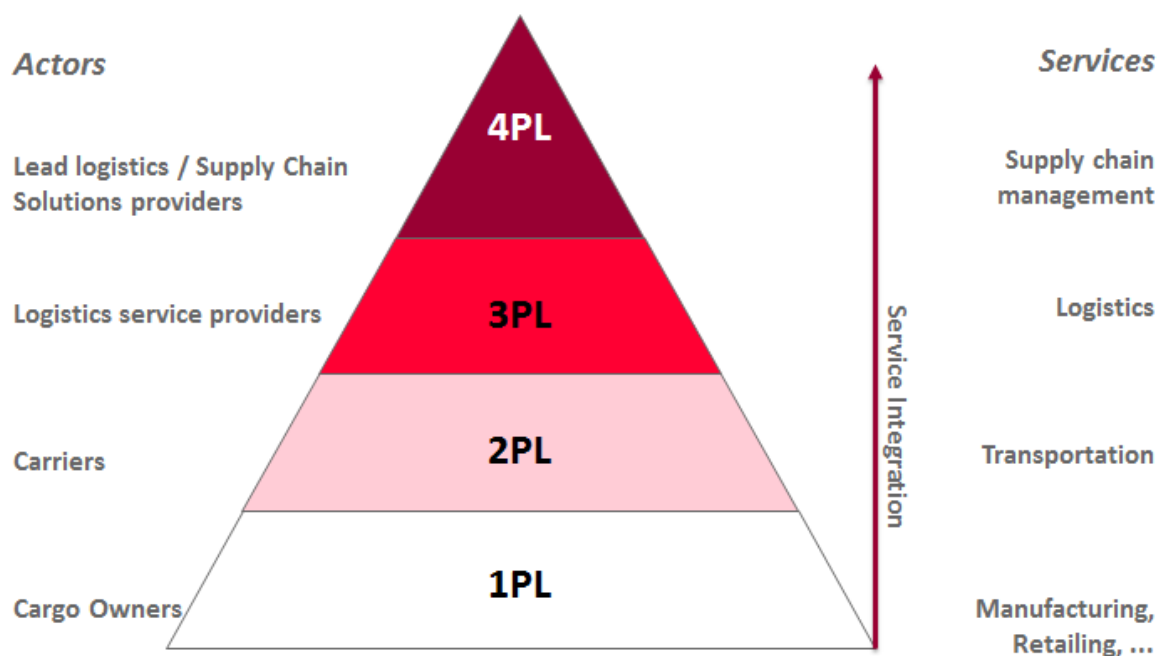 Actors
Services
4PL
Lead logistics / Supply Chain
Solutions providers
Supply chain
management
Logistics service providers
3PL
Logistics
Service Integration
Carriers
2PL
Transportation
Cargo Owners
1PL
Manufacturing,
Retailing, ...